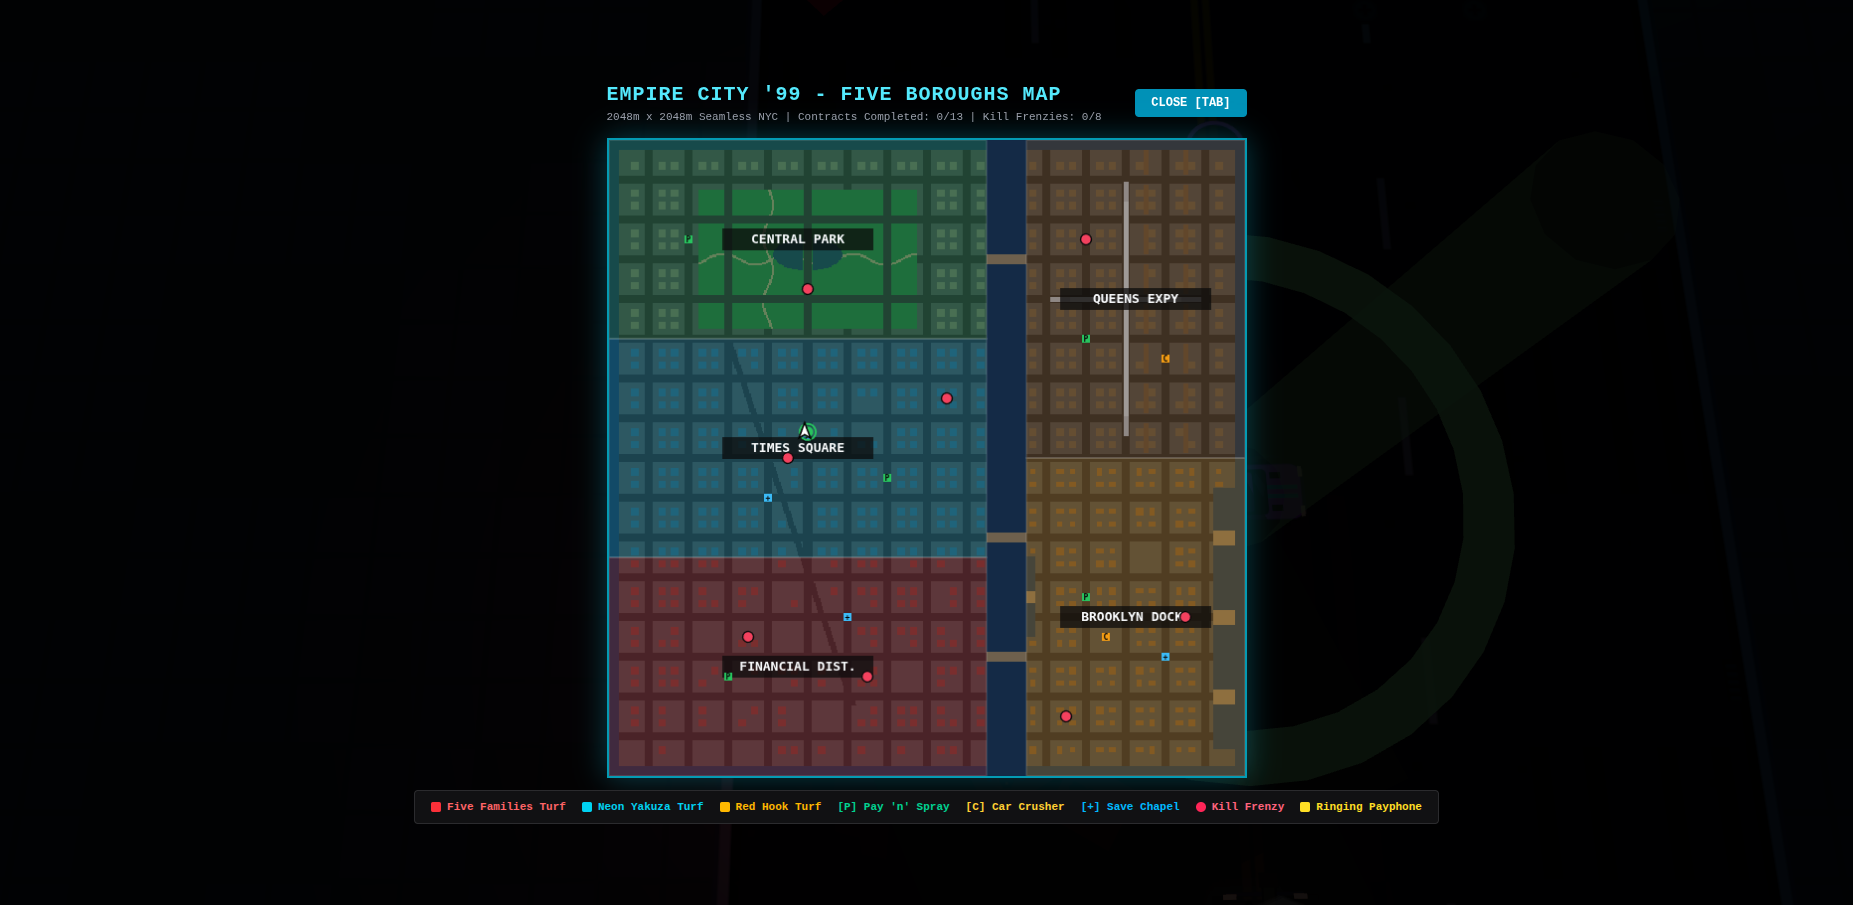 EMPIRE CITY '99 - FIVE BOROUGHS MAP
CLOSE [TAB]
2048m x 2048m Seamless NYC | Contracts Completed: 0/13 | Kill Frenzies: 0/8
P
CENTRAL PARK
QUEENS EXPY
P
C
TIMES SQUARE
P
+
P
+
BROOKLYN DOCK
C
+
FINANCIAL DIST.
P
Five Families Turf
Neon Yakuza Turf
Red Hook Turf
[P] Pay 'n' Spray
[C] Car Crusher
[+] Save Chapel
Kill Frenzy
Ringing Payphone